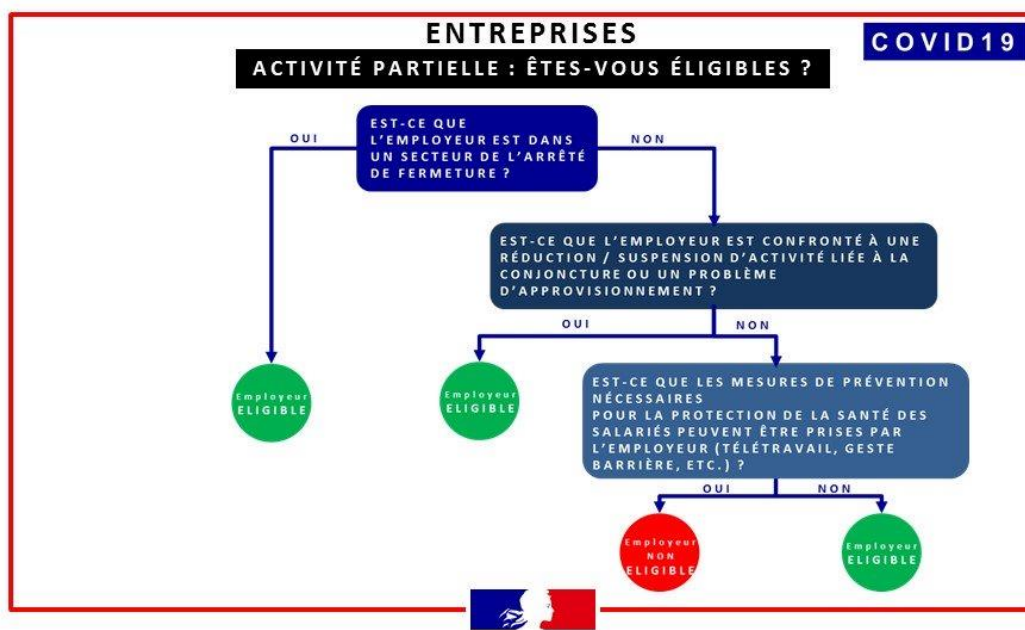 ENTREPRISES
COVID19
ACTIVITÉ PARTIELLE : ÊTES-VOUS ÉLIGIBLES ?
EST-CE QUE
L'EMPLOYEUR EST DANS
UN SECTEUR DE L'ARRÊTÉ
DE FERMETURE ?
OUI
NON
EST-CE QUE L'EMPLOYEUR EST CONFRONTÉ À UNE
RÉDUCTION / SUSPENSION D'ACTIVITÉ LIÉE À LA
CONJONCTURE OU UN PROBLÈME
D'APPROVISIONNEMENT ?
OUI
NON
Employeur
ELIGIBLE
Employeur
ELIGIBLE
EST-CE QUE LES MESURES DE PRÉVENTION
NÉCESSAIRES
POUR LA PROTECTION DE LA SANTÉ DES
SALARIÉS PEUVENT ÊTRE PRISES PAR
L'EMPLOYEUR (TÉLÉTRAVAIL, GESTE
BARRIÈRE, ETC.) ?
OUI
NON
Employeur
NON
ELIGIBLE
Employeur
ELIGIBLE